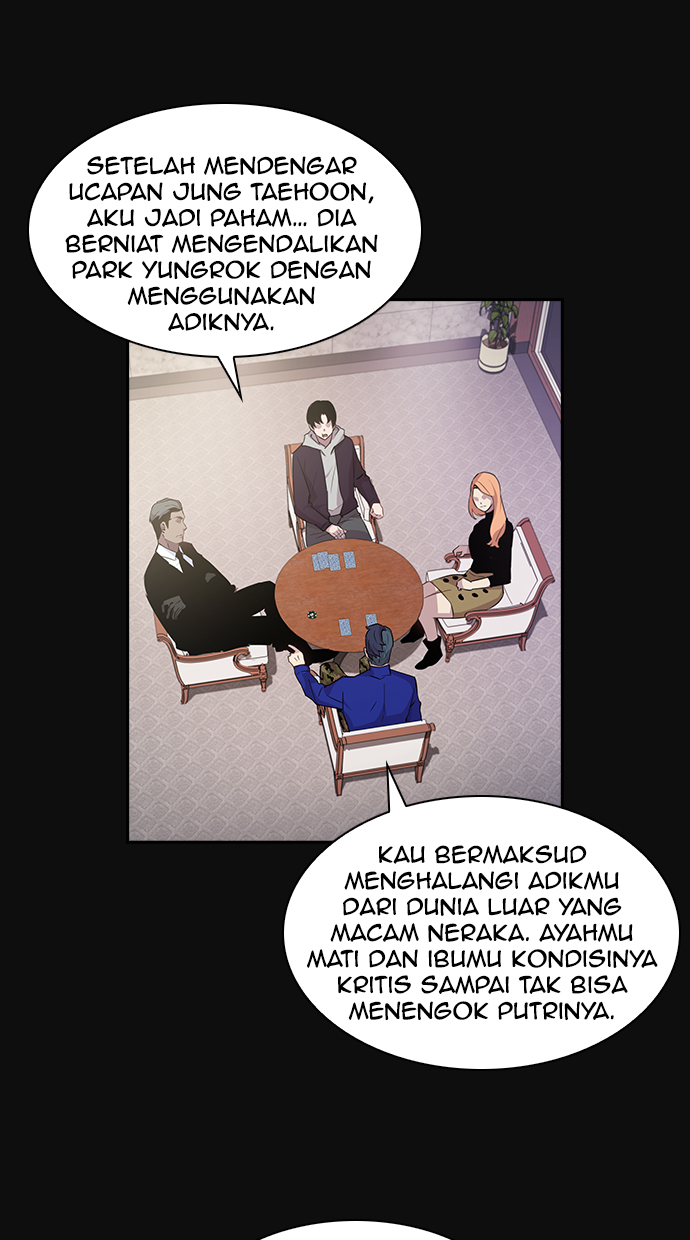 SETELAH MENDENGAR
UCAPAN JUNG TAEHOON,
AKU JADI PAHAM... DIA
BERNIAT MENGENDALIKAN
PARK YUNGROK DENGAN
MENGGUNAKAN
ADIKNYA.
KAU BERMAKSUD
MENGHALANGI ADIKMU
DARI DUNIA LUAR YANG
MACAM NERAKA. AYAHMU
MATI DAN IBUMU KONDISINYA
KRITIS SAMPAI TAK BISA
MENENGOK PUTRINYA.